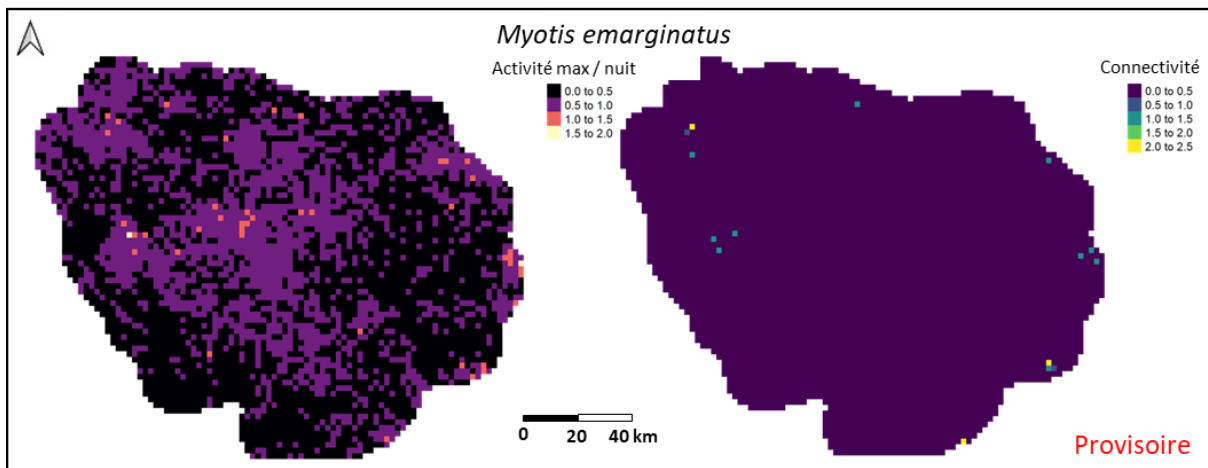 Myotis emarginatus
Activité max / nuit
0.0 to 0.5
0.5 to 1.0
1.0 to 1.5
1.5 to 2.0
Connectivité
0.0 to 0.5
0.5 to 1.0
1.0 to 1.5
1.5 to 2.0
2.0 to 2.5
0 20 40 km
Provisoire